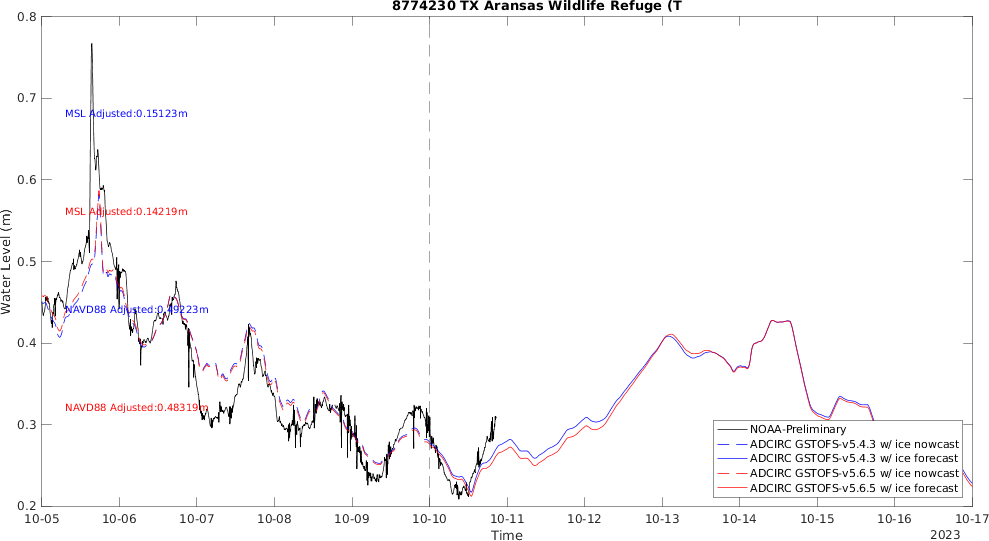 8774230 TX Aransas Wildlife Refuge (T
0.8
0.7
0.6
0.5
0.4
0.3
0.2
Water Level (m)
MSL Adjusted:0.15123m
MSL Adjusted:0.14219m
NAVD88 Adjusted:0.49223m
NAVD88 Adjusted:0.48319m
NOAA-Preliminary
ADCIRC GSTOFS-v5.4.3 w/ ice nowcast
ADCIRC GSTOFS-v5.4.3 w/ ice forecast
ADCIRC GSTOFS-v5.6.5 w/ ice nowcast
ADCIRC GSTOFS-v5.6.5 w/ ice forecast
10-05 10-06 10-07 10-08 10-09 10-10 10-11 10-12 10-13 10-14 10-15 10-16 10-17
Time
2023